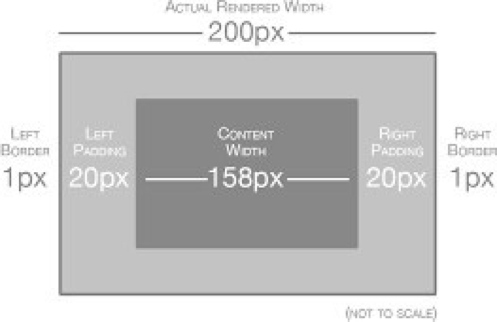 ACTUAL RENDERED WIDTH
200px
LEFT BORDER
1px
LEFT PADDING
20px
CONTENT WIDTH
158px
RIGHT PADDING
20px
RIGHT BORDER
1px
(NOT TO SCALE)